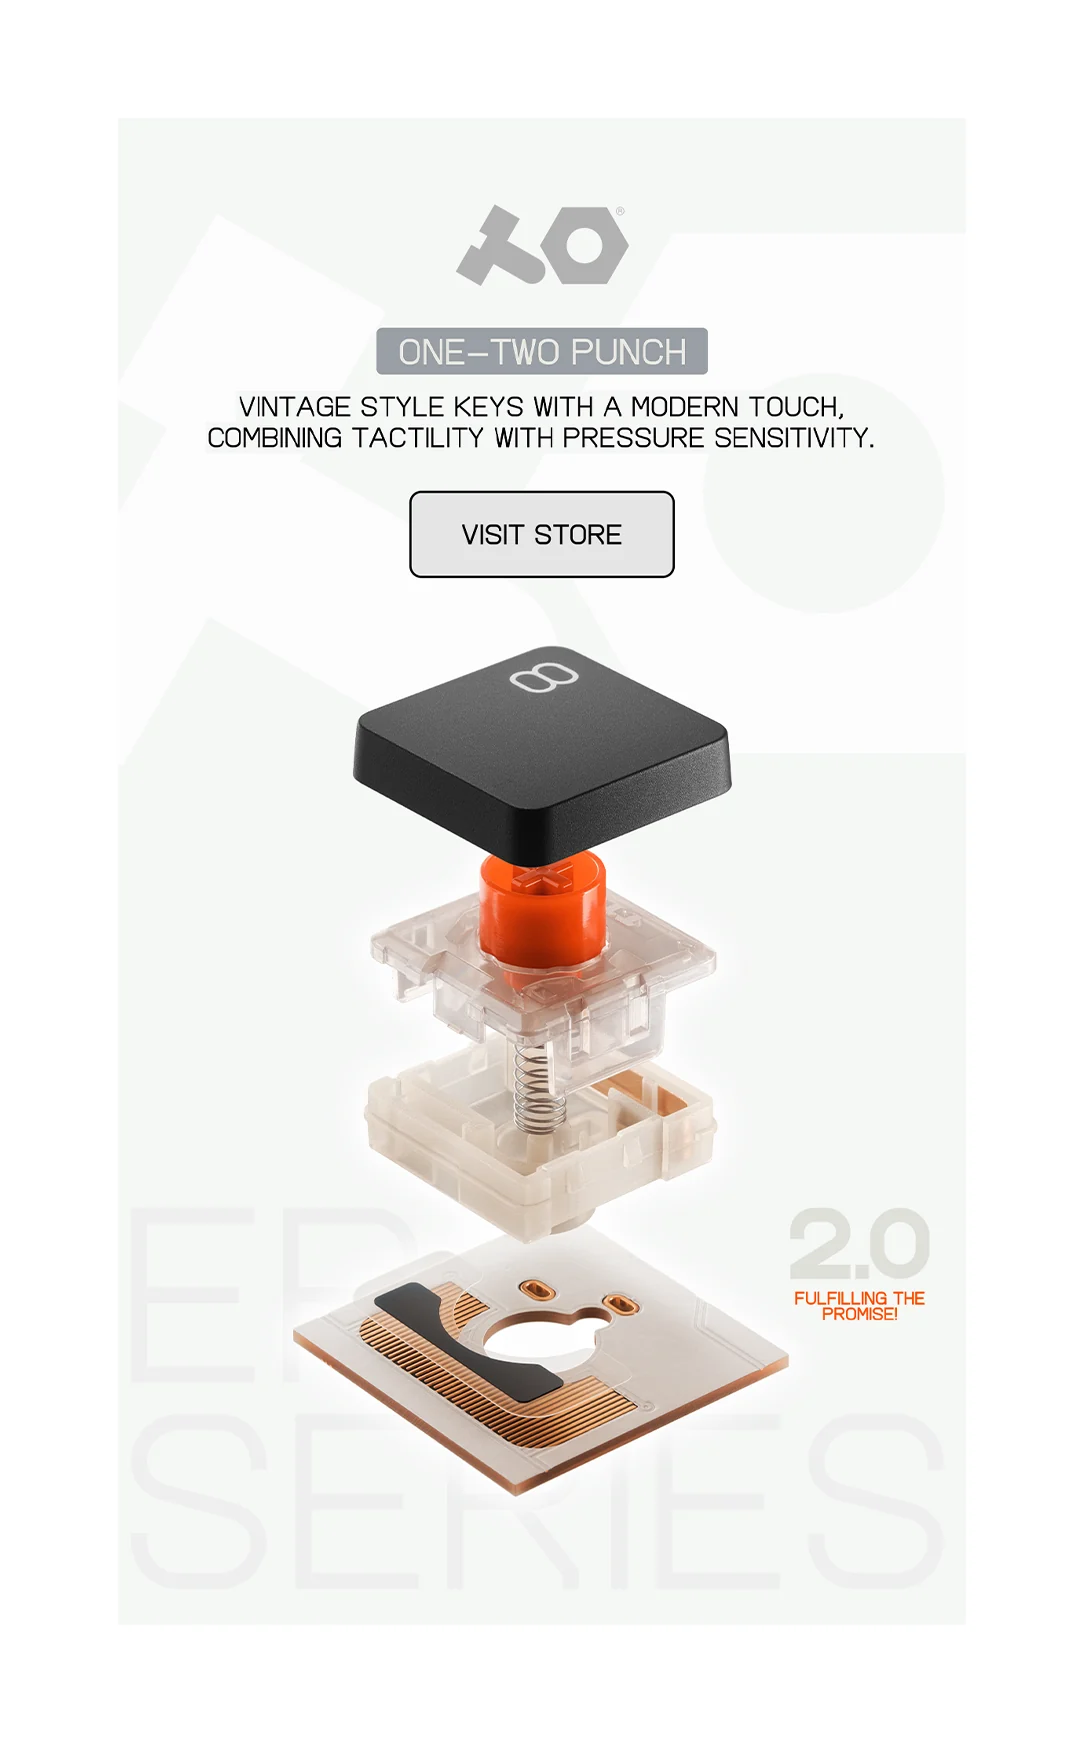 ®
ONE-TWO PUNCH
VINTAGE STYLE KEYS WITH A MODERN TOUCH,
COMBINING TACTILITY WITH PRESSURE SENSITIVITY.
VISIT STORE
8
2.0
FULFILLING THE
PROMISE!
SERIES